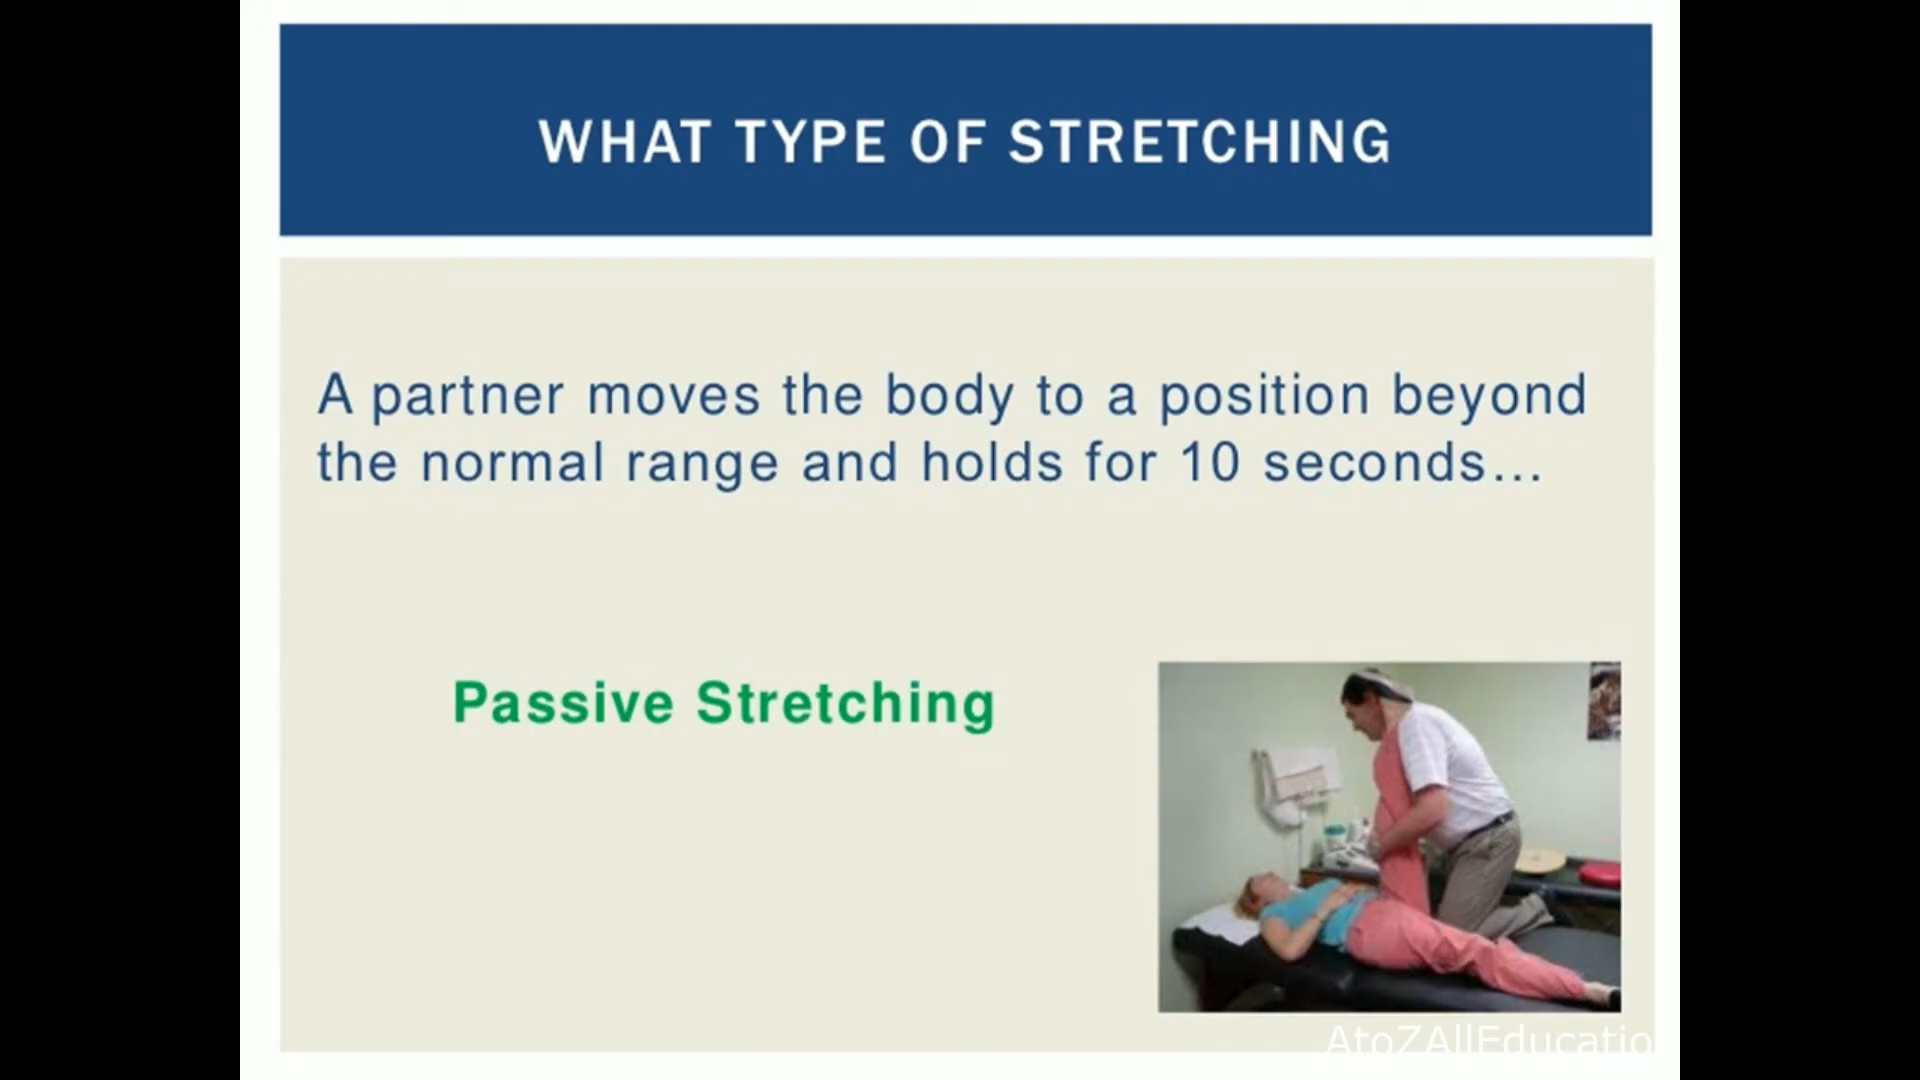 WHAT TYPE OF STRETCHING
A partner moves the body to a position beyond
the normal range and holds for 10 seconds...
Passive Stretching
AtoZAllEducatio